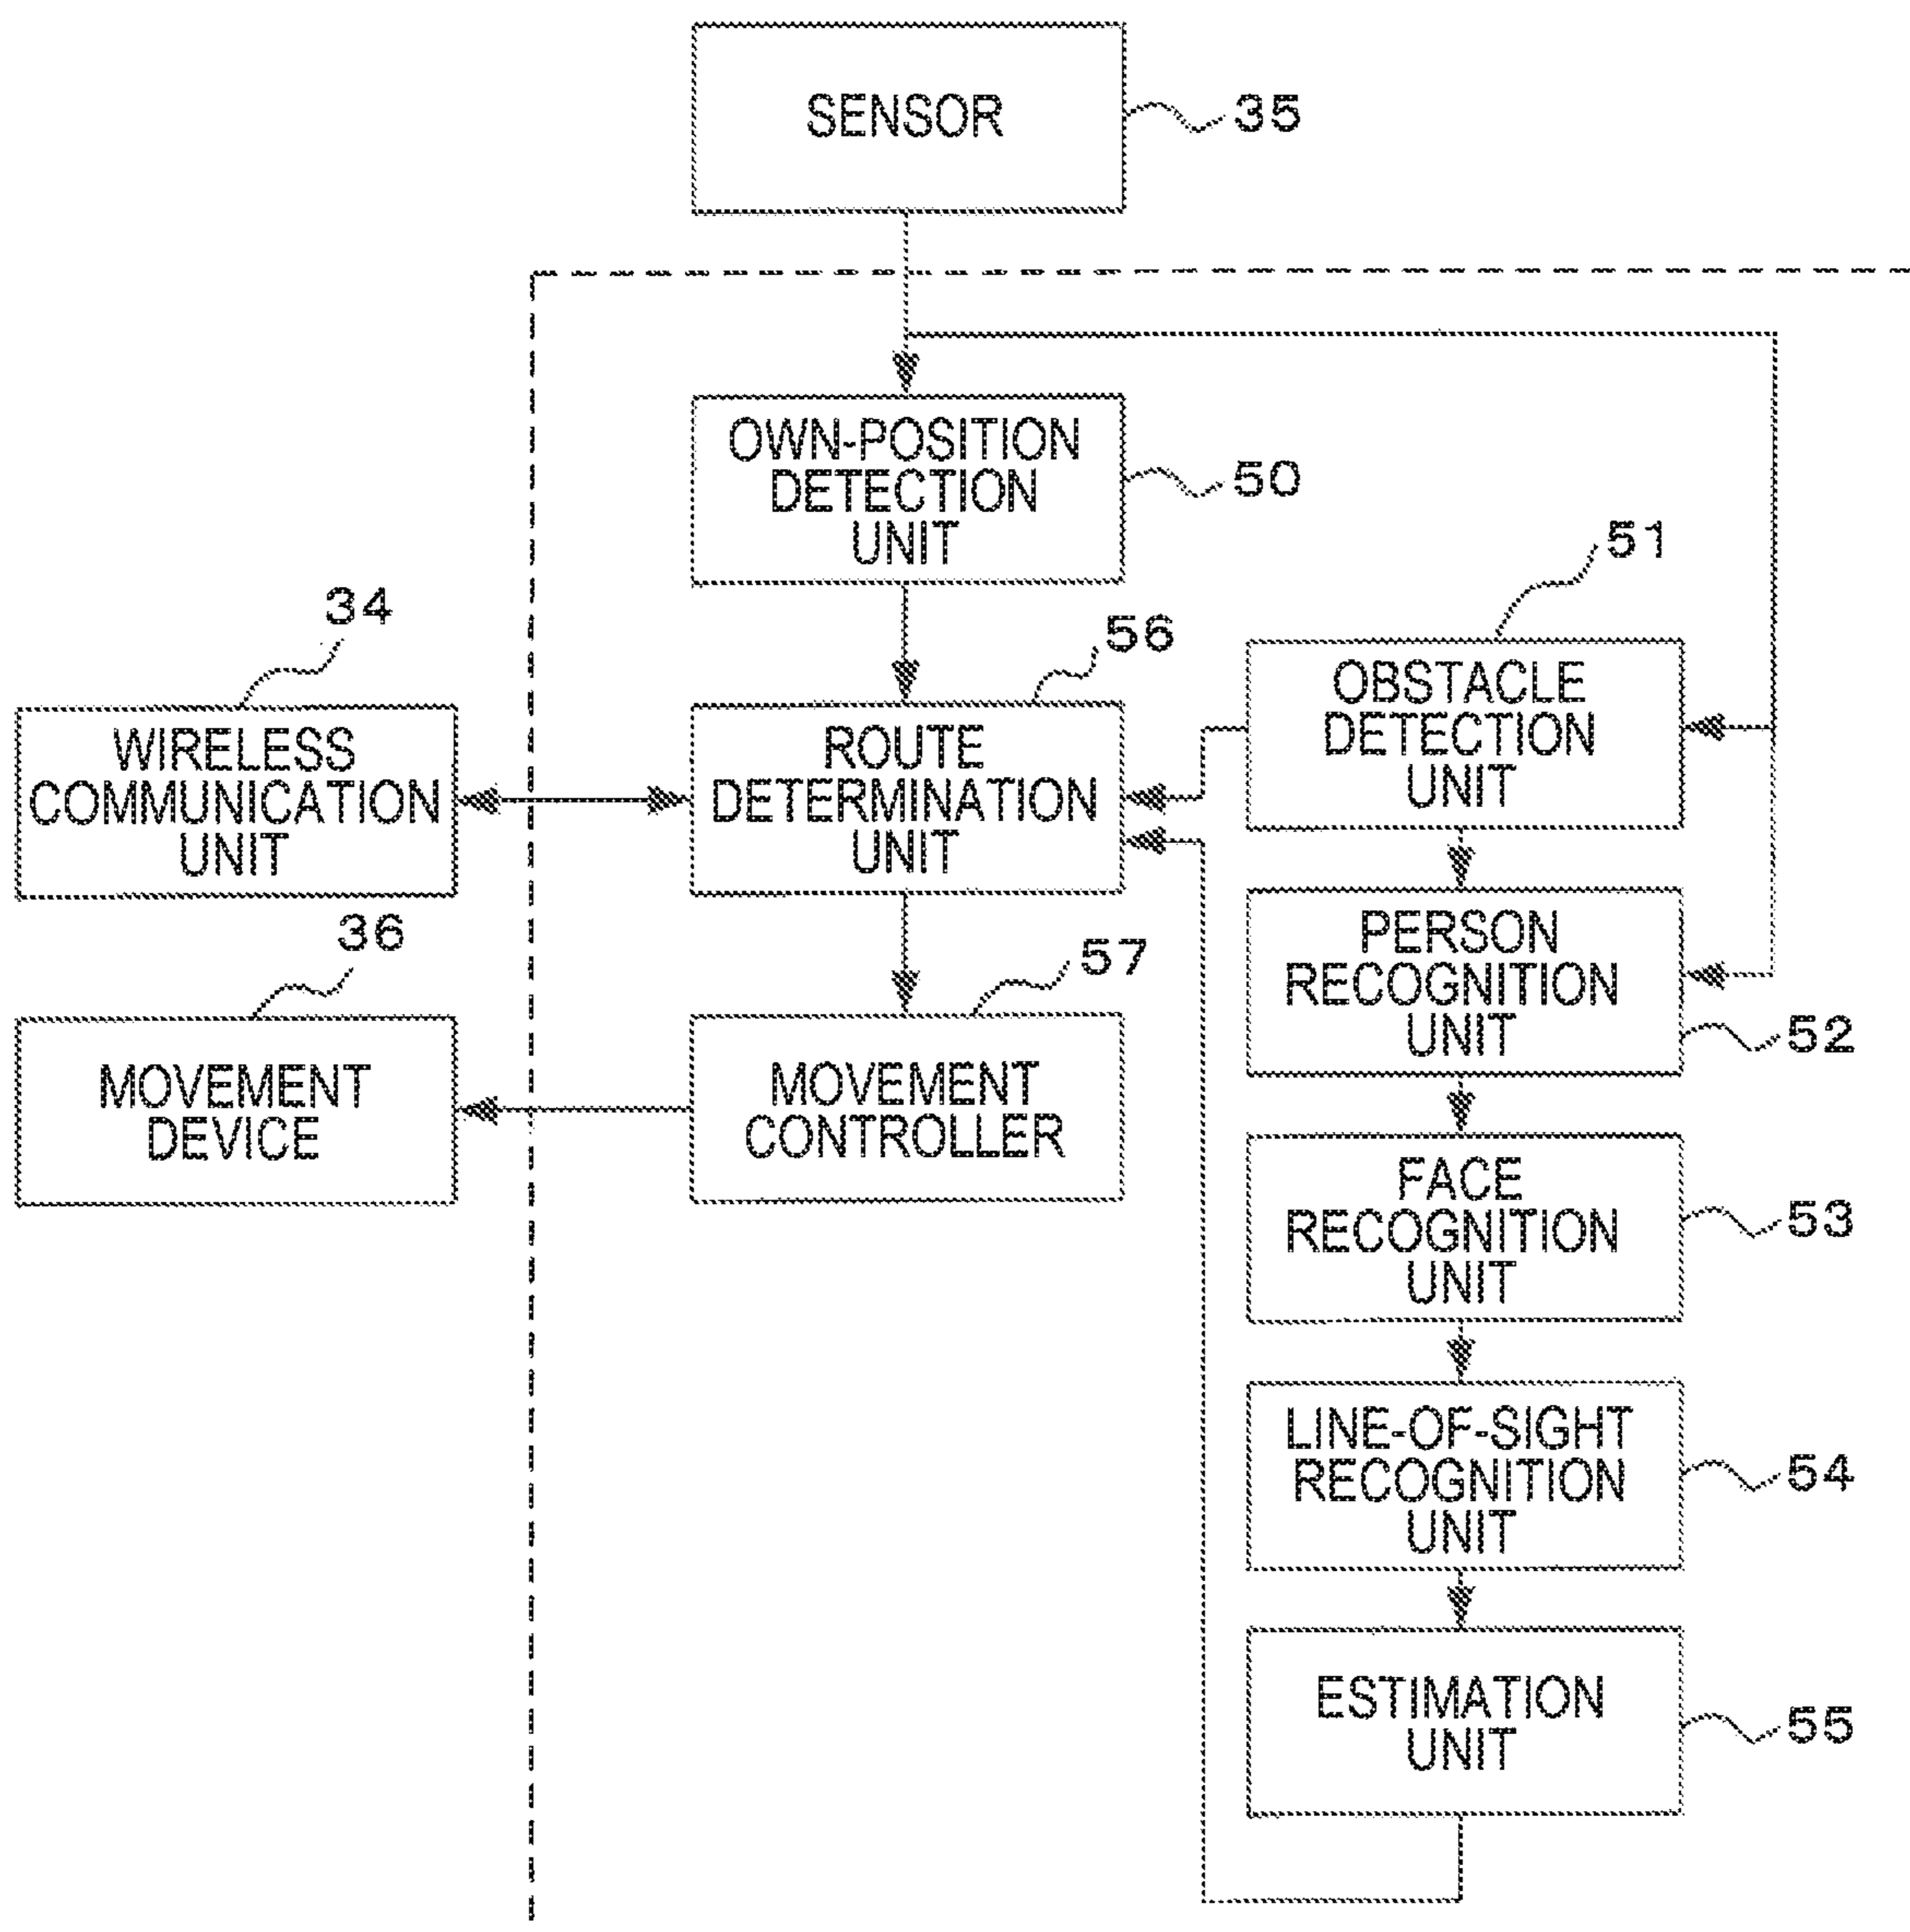 SENSOR
35
OWN-POSITION
DETECTION
UNIT
50
51
34
56
OBSTACLE
DETECTION
UNIT
WIRELESS
COMMUNICATION
UNIT
ROUTE
DETERMINATION
UNIT
36
57
PERSON
RECOGNITION
UNIT
52
MOVEMENT
DEVICE
MOVEMENT
CONTROLLER
FACE
RECOGNITION
UNIT
53
LINE-OF-SIGHT
RECOGNITION
UNIT
54
ESTIMATION
UNIT
55